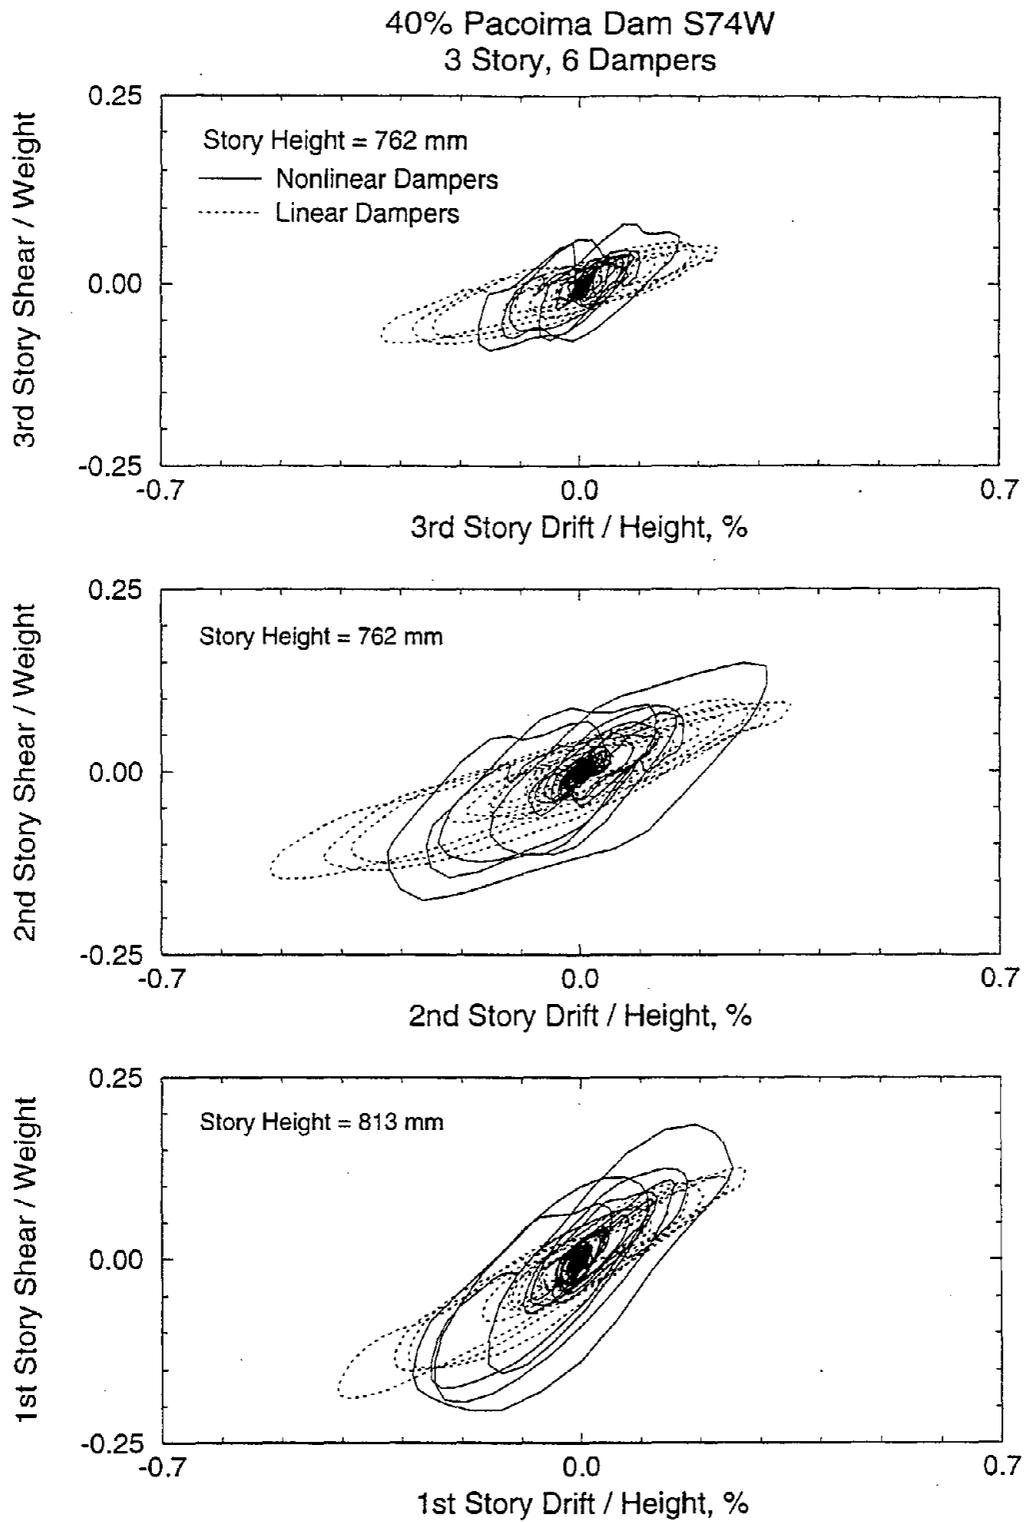 40% Pacoima Dam S74W
3 Story, 6 Dampers
3rd Story Shear / Weight
0.25
0.00
-0.25
Story Height = 762 mm
Nonlinear Dampers
Linear Dampers
-0.7
0.0
0.7
3rd Story Drift / Height, %
2nd Story Shear / Weight
0.25
0.00
-0.25
Story Height = 762 mm
-0.7
0.0
0.7
2nd Story Drift / Height, %
1st Story Shear / Weight
0.25
0.00
-0.25
Story Height = 813 mm
-0.7
0.0
0.7
1st Story Drift / Height, %